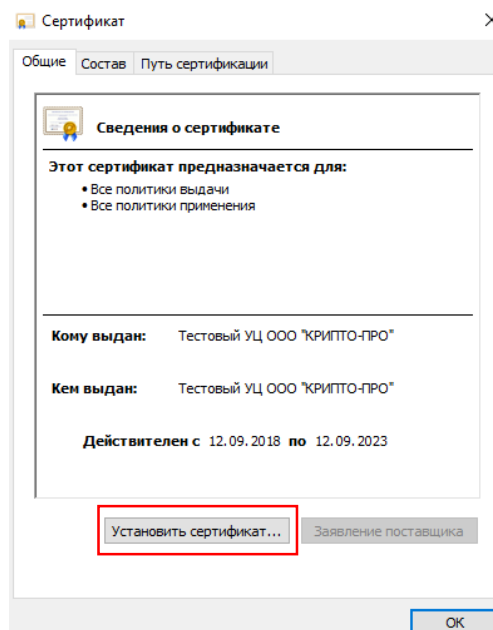 Сертификат
Общие Состав Путь сертификации
Сведения о сертификате
Этот сертификат предназначается для:
• Все политики выдачи
• Все политики применения
Кому выдан: Тестовый УЦ ООО "КРИПТО-ПРО"
Кем выдан: Тестовый УЦ ООО "КРИПТО-ПРО"
Действителен с 12.09.2018 по 12.09.2023
Установить сертификат... Заявление поставщика
ОК